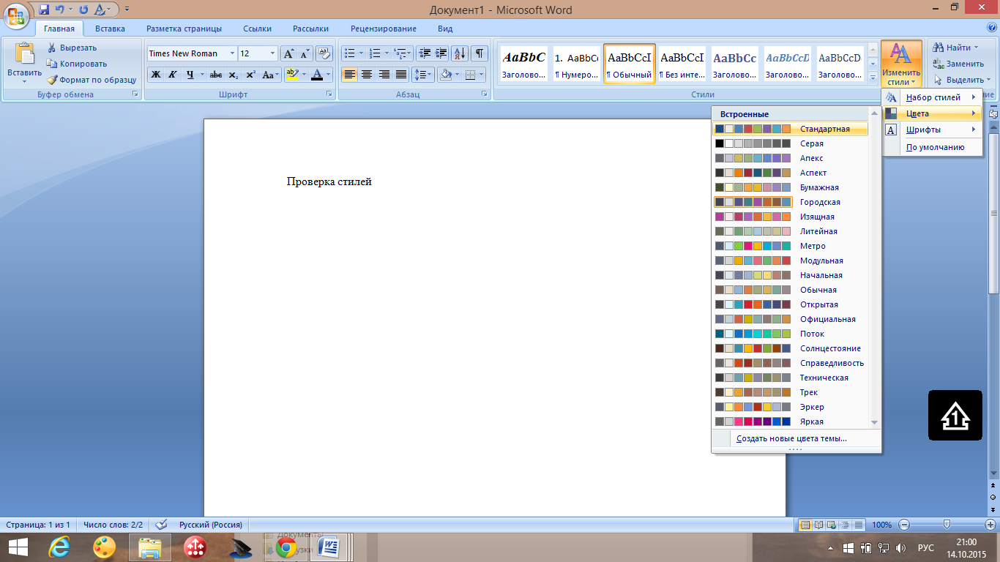 Документ1 - Microsoft Word
Главная
Вставка
Разметка страницы
Ссылки
Рассылки
Рецензирование
Вид
Вставить
Вырезать
Копировать
Формат по образцу
Буфер обмена
Times New Roman
12
Ж К Ч abc x₂ x² Aa
Шрифт
Абзац
AaBbC
Заголово...
1. AaBbCc
¶ Нумеро...
AaBbCcI
¶ Обычный
AaBbCcI
¶ Без инте...
AaBbCc
Заголово...
AaBbCcD
Заголово...
AaBbCcD
Заголово...
Стили
Изменить
стили
Найти
Заменить
Выделить
ние
Набор стилей
Цвета
Шрифты
По умолчанию
Встроенные
Стандартная
Серая
Апекс
Аспект
Бумажная
Городская
Изящная
Литейная
Метро
Модульная
Начальная
Обычная
Открытая
Официальная
Поток
Солнцестояние
Справедливость
Техническая
Трек
Эркер
Яркая
Создать новые цвета темы...
Проверка стилей
1
Страница: 1 из 1
Число слов: 2/2
Русский (Россия)
100%
Документы
РУС
21:00
14.10.2015